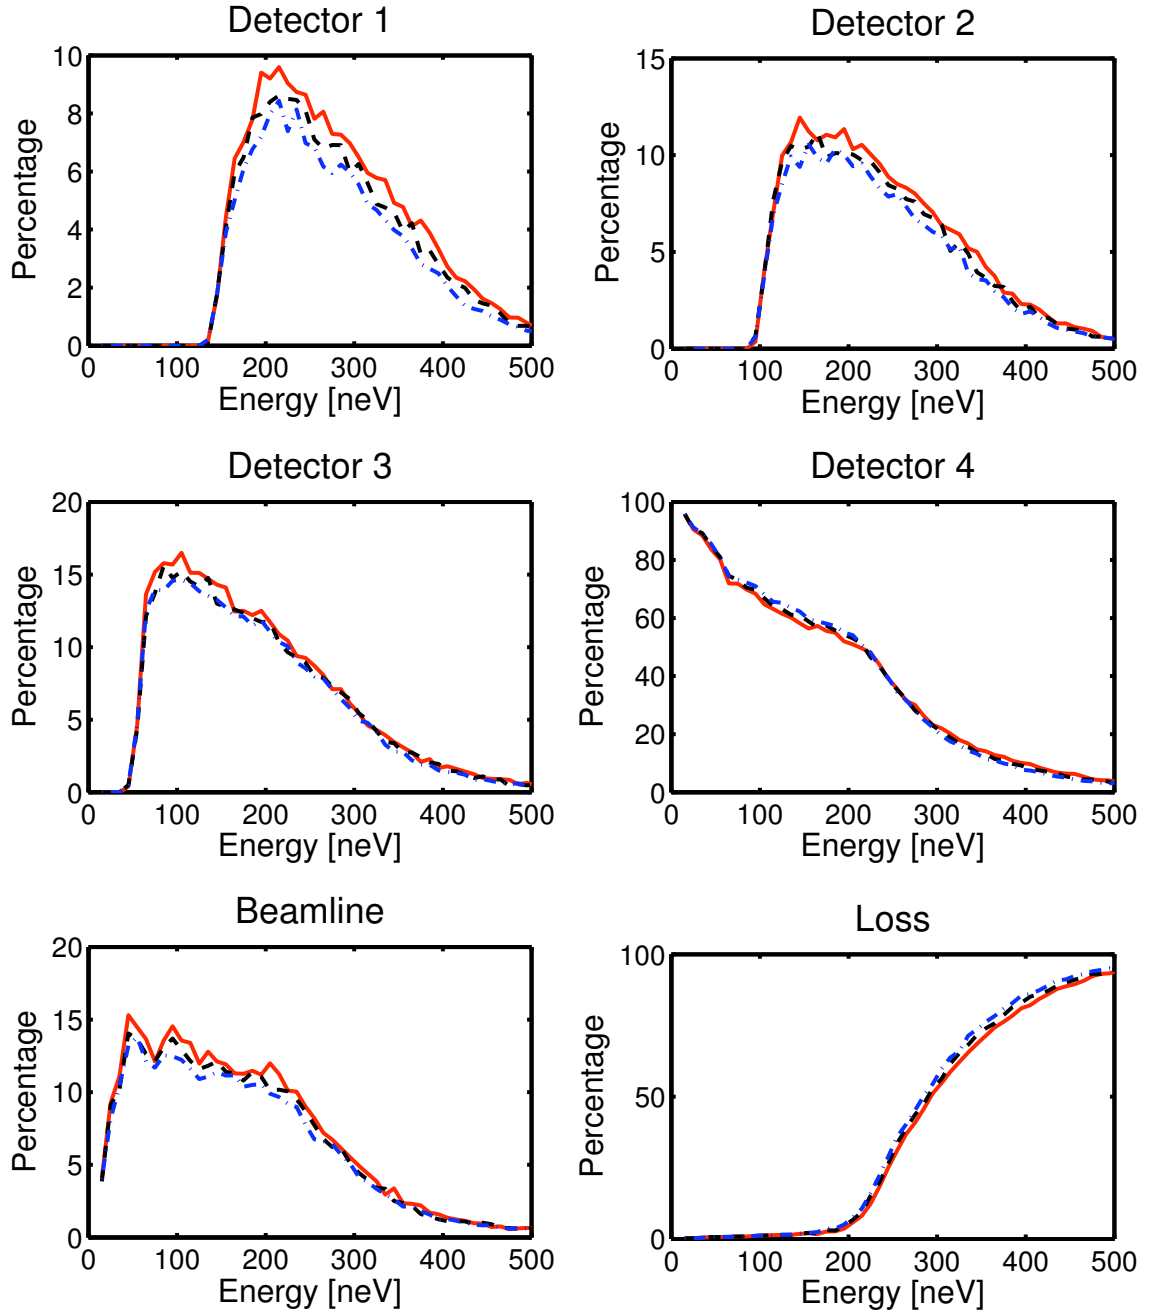 Detector 1
Detector 2
Percentage
10
8
6
4
2
0
0 100 200 300 400 500
Energy [neV]
Percentage
15
10
5
0
0 100 200 300 400 500
Energy [neV]
Detector 3
Detector 4
Percentage
20
15
10
5
0
0 100 200 300 400 500
Energy [neV]
Percentage
100
80
60
40
20
0
0 100 200 300 400 500
Energy [neV]
Beamline
Loss
Percentage
20
15
10
5
0
0 100 200 300 400 500
Energy [neV]
Percentage
100
50
0
0 100 200 300 400 500
Energy [neV]